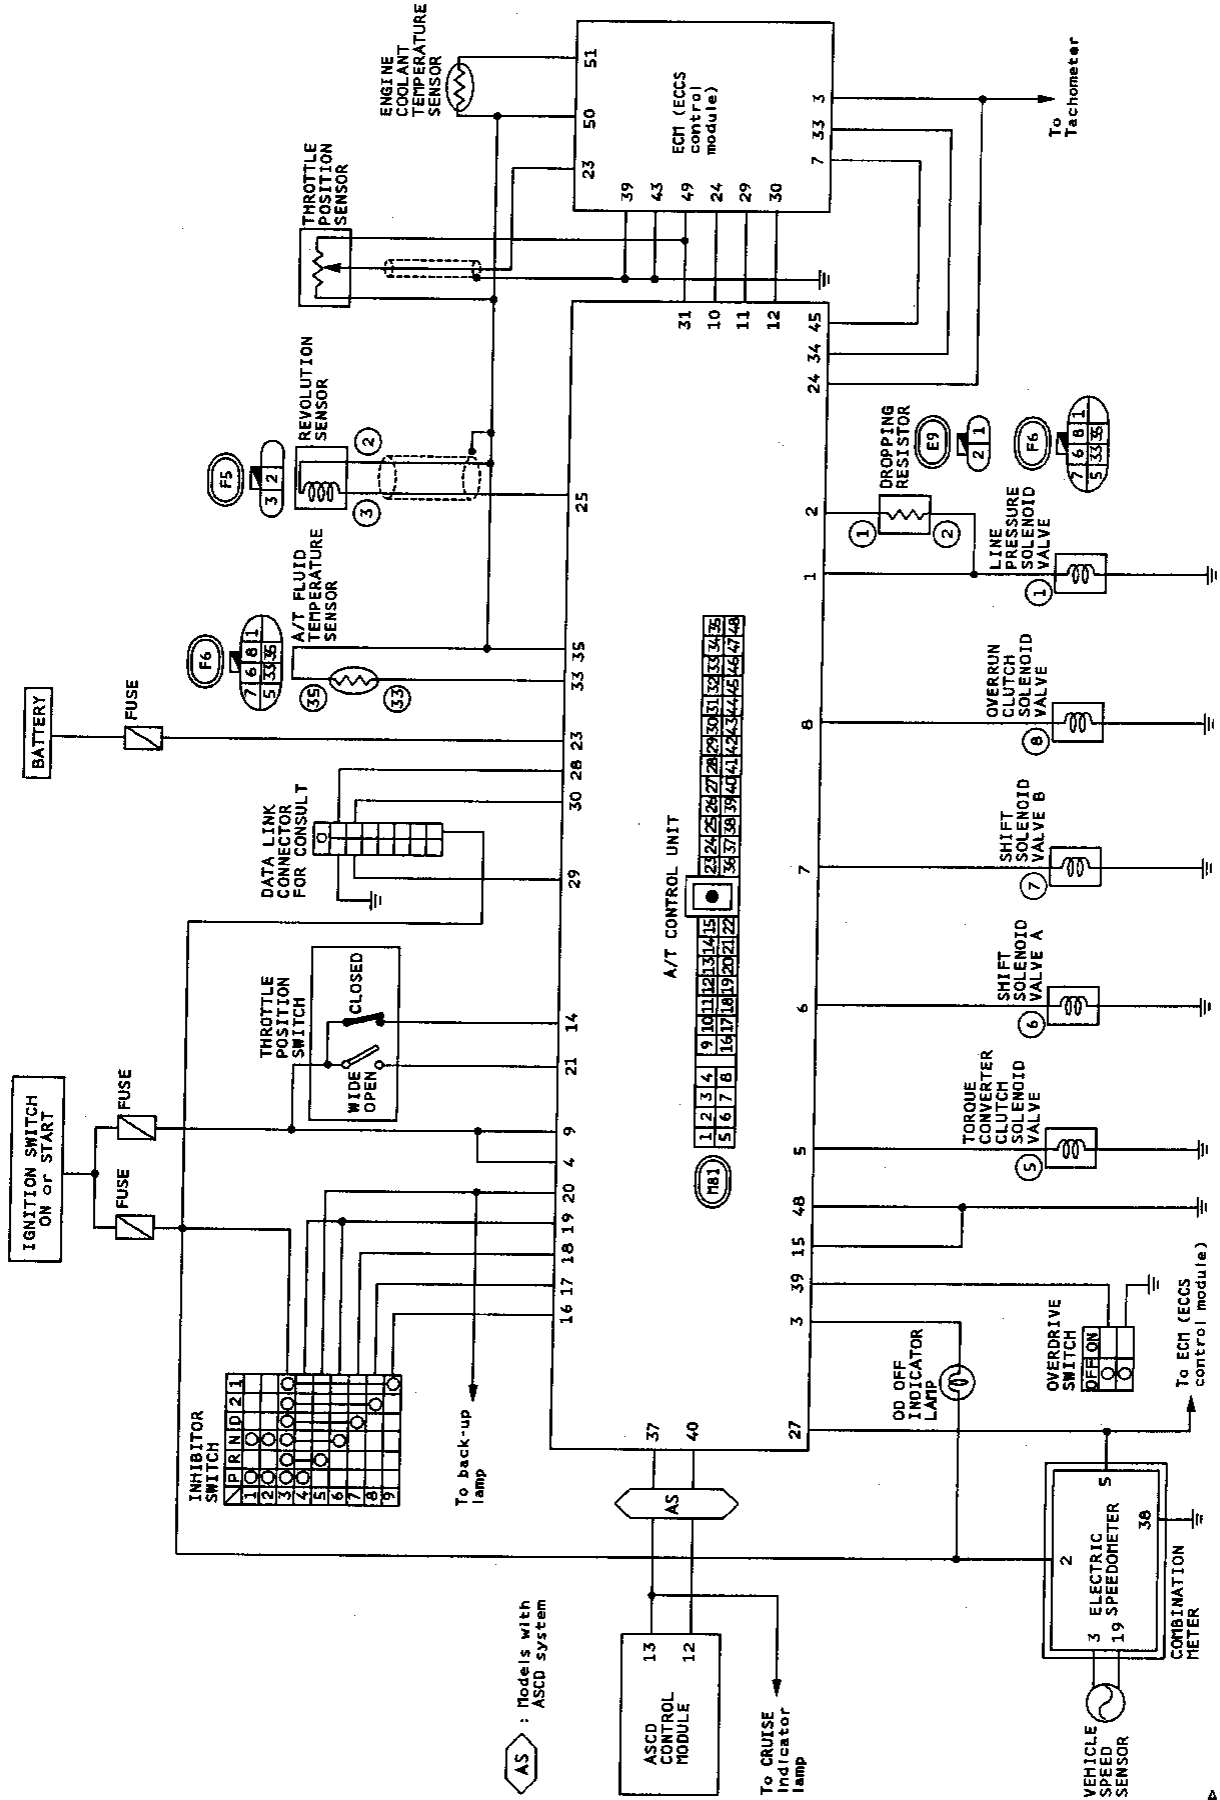 IGNITION SWITCH
ON or START
FUSE
FUSE
BATTERY
FUSE
INHIBITOR
SWITCH
P R N D 2 1
1
2
3
4
5
6
7
8
9
To back-up
lamp
THROTTLE
POSITION
SWITCH
WIDE
OPEN
CLOSED
DATA LINK
CONNECTOR
FOR CONSULT
F6
7 6 8 1
5 33 35
A/T FLUID
TEMPERATURE
SENSOR
35
33
F5
3 2
REVOLUTION
SENSOR
3
2
THROTTLE
POSITION
SENSOR
ENGINE
COOLANT
TEMPERATURE
SENSOR
16 17 18 19 20 4 9 21 14 29 30 28 23 33 35 25
23 50 51
ECM (ECCS
control
module)
39
43
49
24
29
30
7 33 3
To
Tachometer
31
10
11
12
37
40
A/T CONTROL UNIT
M81
1 2 3 4
5 6 7 8
9 10 11 12 13 14 15
16 17 18 19 20 21 22
23 24 25 26 27 28 29 30 31 32 33 34 35
36 37 38 39 40 41 42 43 44 45 46 47 48
27 3 39 15 48 5 6 7 8 1 2 24 34 45
AS
AS
: Models with
ASCD system
ASCD
CONTROL
MODULE
13
12
To CRUISE
indicator
lamp
OD OFF
INDICATOR
LAMP
OVERDRIVE
SWITCH
OFF ON
To ECM (ECCS
control module)
TORQUE
CONVERTER
CLUTCH
SOLENOID
VALVE
5
SHIFT
SOLENOID
VALVE A
6
SHIFT
SOLENOID
VALVE B
7
OVERRUN
CLUTCH
SOLENOID
VALVE
8
LINE
PRESSURE
SOLENOID
VALVE
1
DROPPING
RESISTOR
1
2
E9
2 1
F6
7 6 8 1
5 33 35
VEHICLE
SPEED
SENSOR
3
19
ELECTRIC
SPEEDOMETER
2
5
38
COMBINATION
METER
A